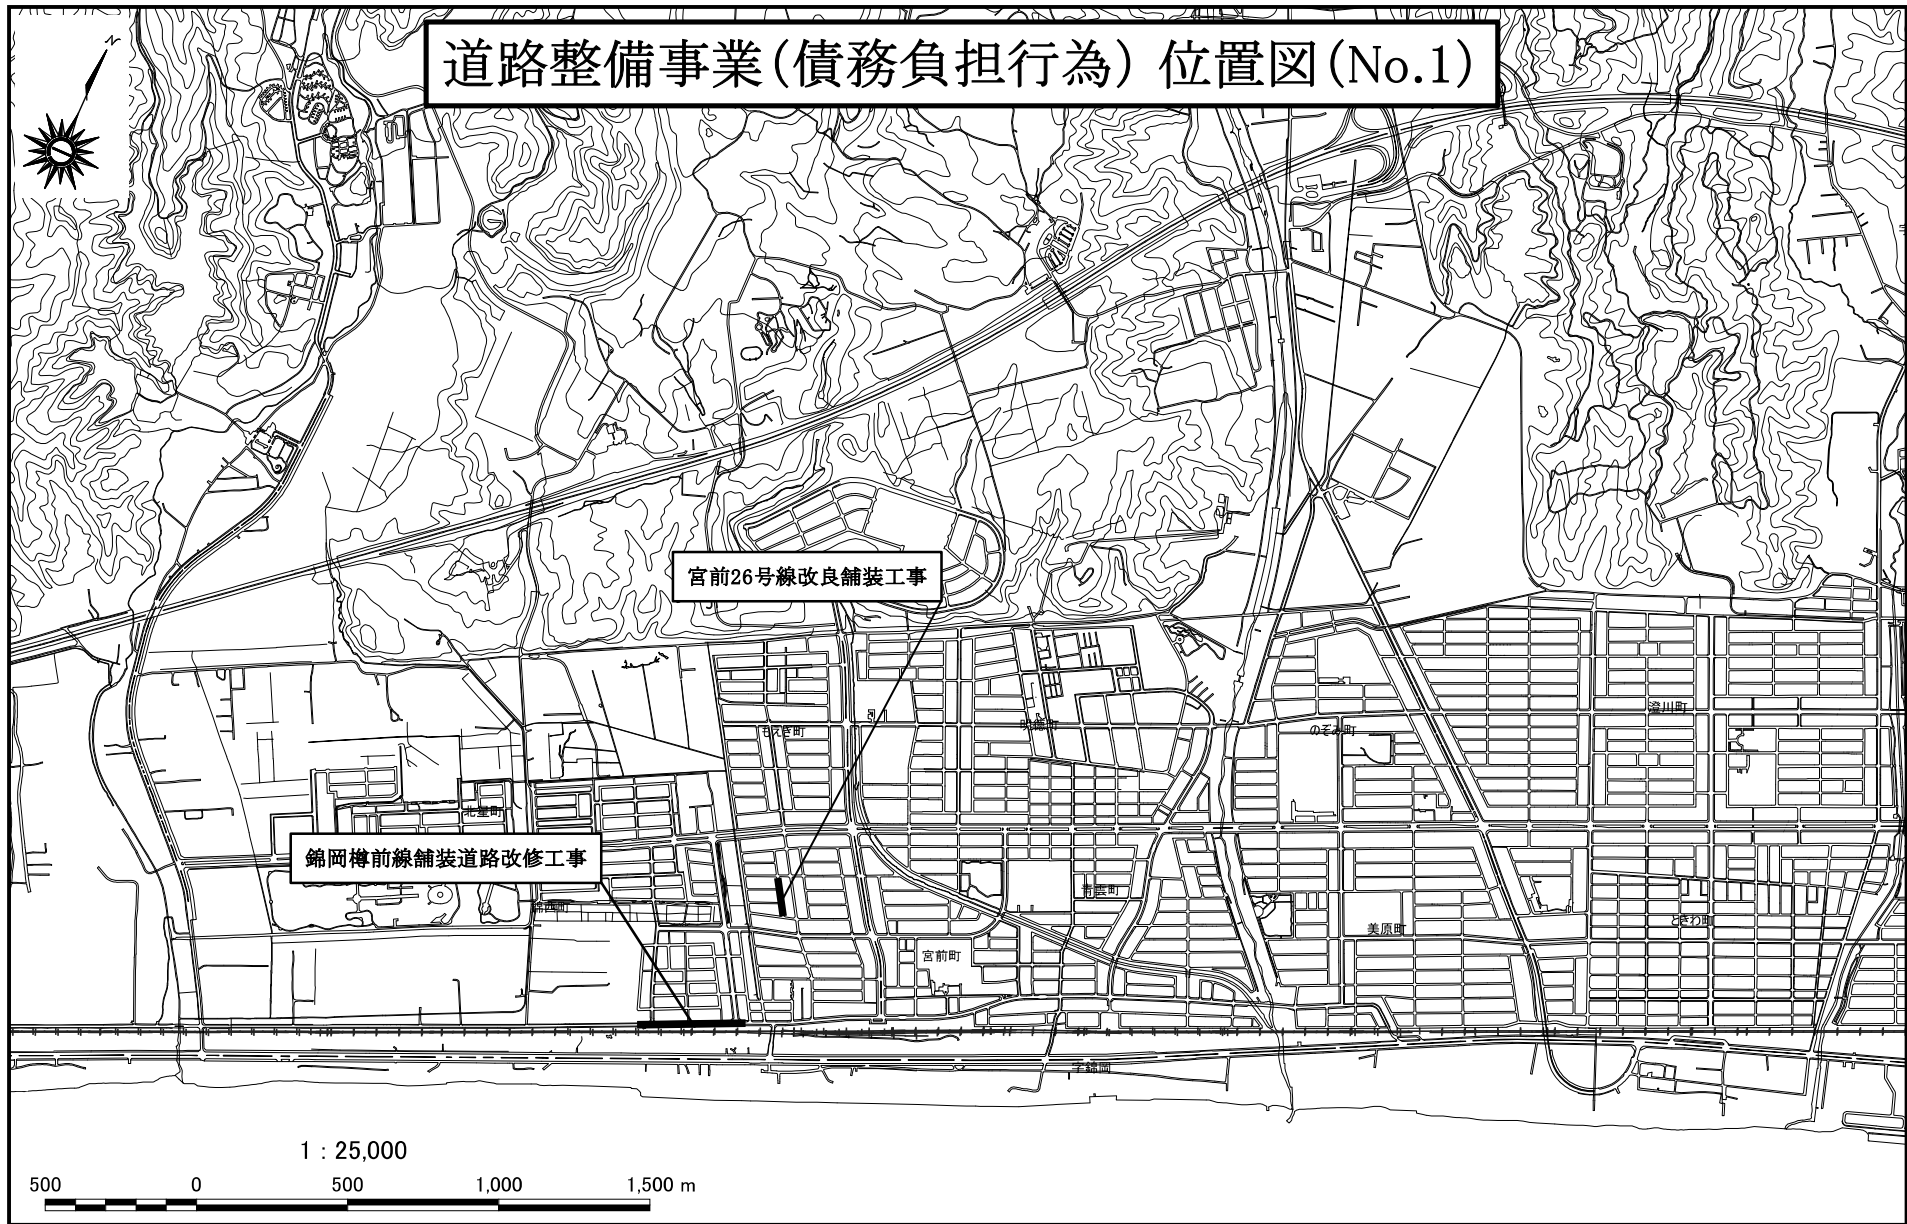 道路整備事業(債務負担行為) 位置図(No.1)
N
宮前26号線改良舗装工事
澄川町
明徳町
のぞみ町
もえぎ町
北星町
錦岡樽前線舗装道路改修工事
青雲町
錦西町
ときわ町
美原町
宮前町
字錦岡
1 : 25,000
500 0 500 1,000 1,500 m